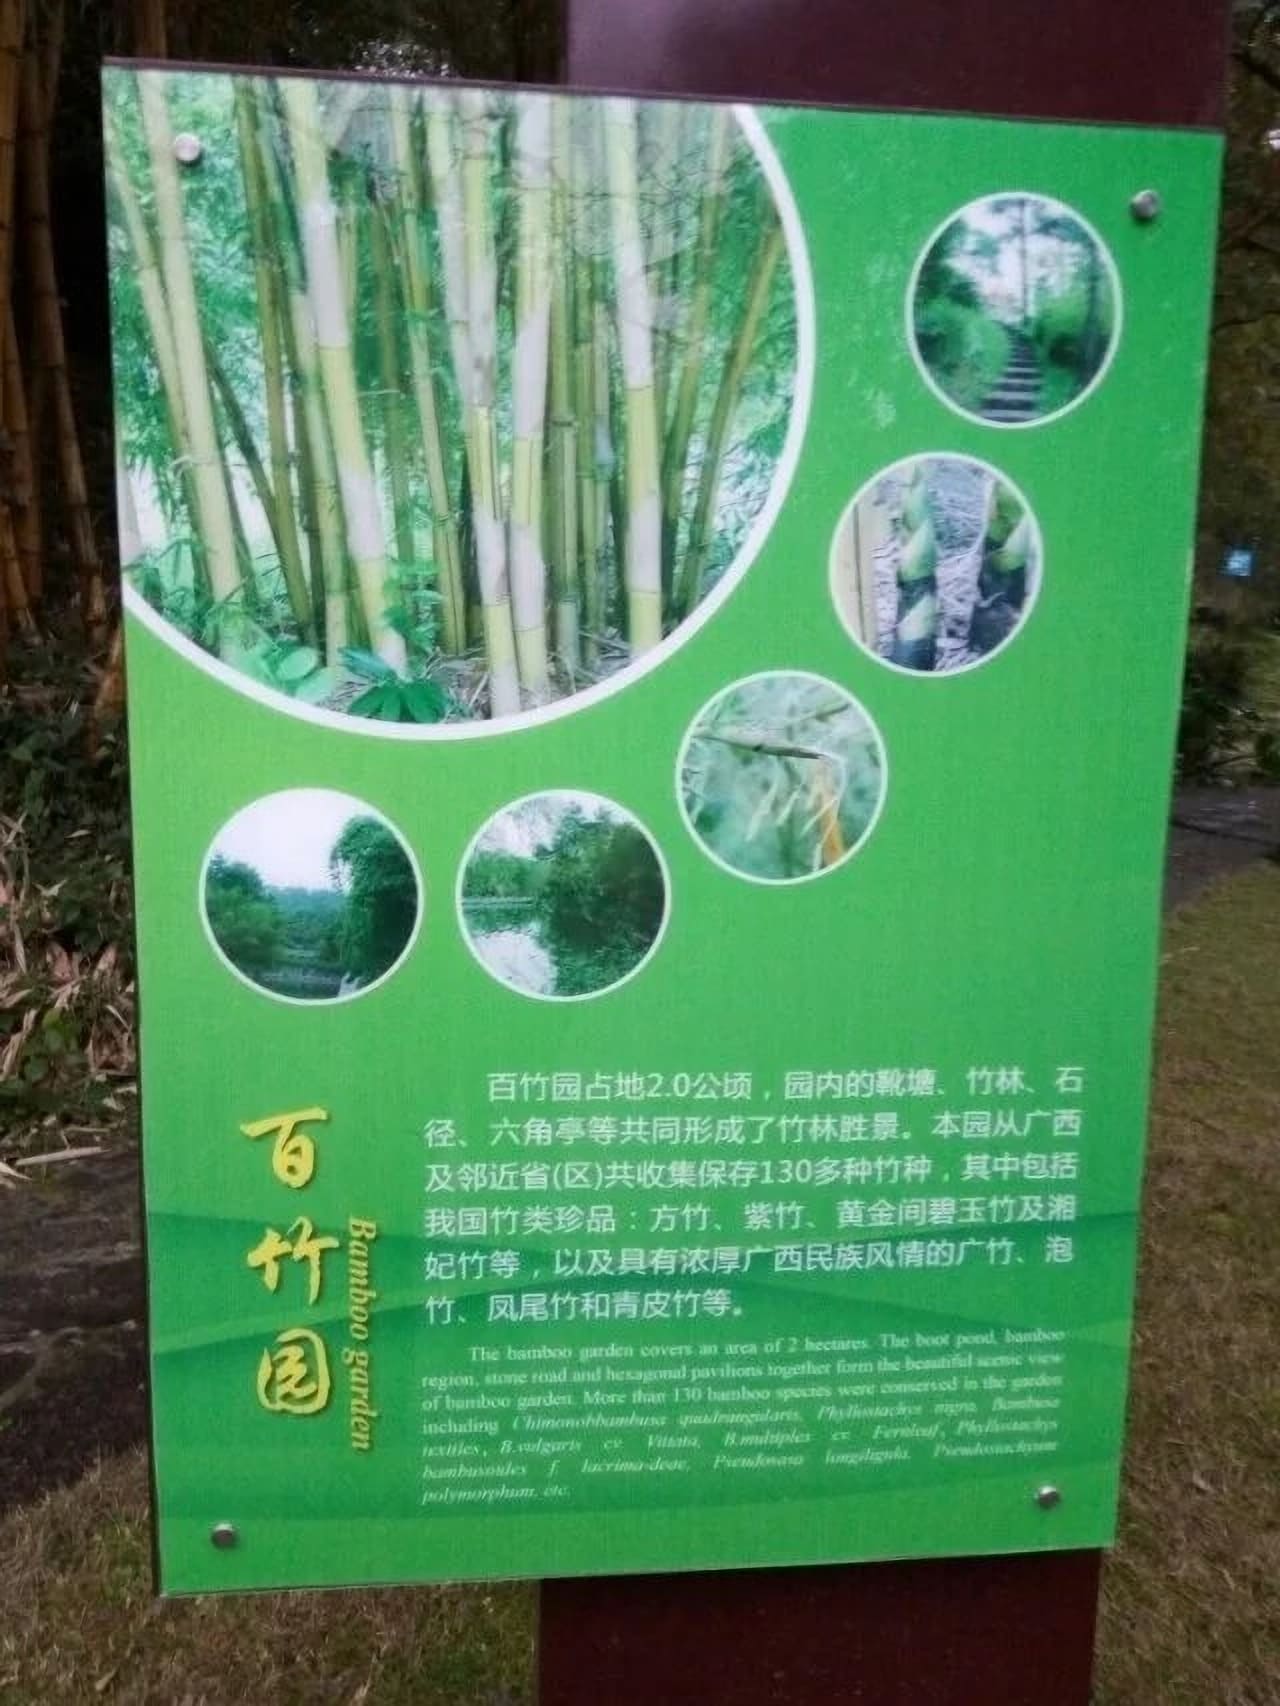 百竹园
Bamboo garden
百竹园占地2.0公顷，园内的靴塘、竹林、石
径、六角亭等共同形成了竹林胜景。本园从广西
及邻近省(区)共收集保存130多种竹种，其中包括
我国竹类珍品：方竹、紫竹、黄金间碧玉竹及湘
妃竹等，以及具有浓厚广西民族风情的广竹、泡
竹、凤尾竹和青皮竹等。
The bamboo garden covers an area of 2 hectares. The boot pond, bamboo
region, stone road and hexagonal pavilions together form the beautiful scenic view
of bamboo garden. More than 130 bamboo species were conserved in the garden
including Chimonobbambusa quadrangularis, Phyllostachys nigra, Bambusa
textiles, B.vulgaris cv. Vittata, B.multiplex cv. Fernleaf, Phyllostachys
bambusoides f. lacrima-deae, Pseudosasa longiligula, Pseudostachyum
polymorphum, etc.